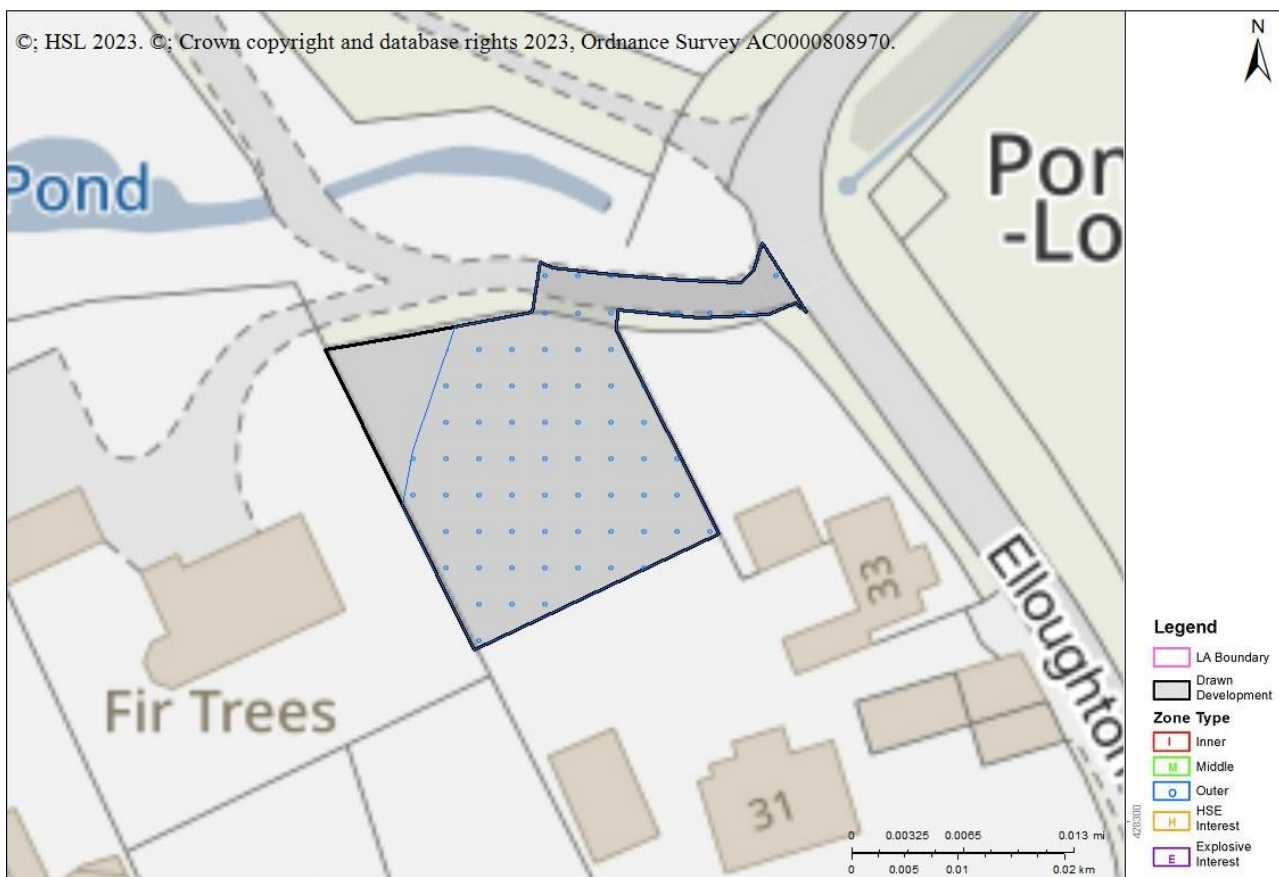 ©; HSL 2023. ©; Crown copyright and database rights 2023, Ordnance Survey AC0000808970.
N
Pond
Pon
-Lo
33
Elloughton
Fir Trees
31
Legend
LA Boundary
Drawn
Development
Zone Type
I Inner
M Middle
O Outer
H HSE
Interest
E Explosive
Interest
428300
0 0.00325 0.0065 0.013 mi
0 0.005 0.01 0.02 km